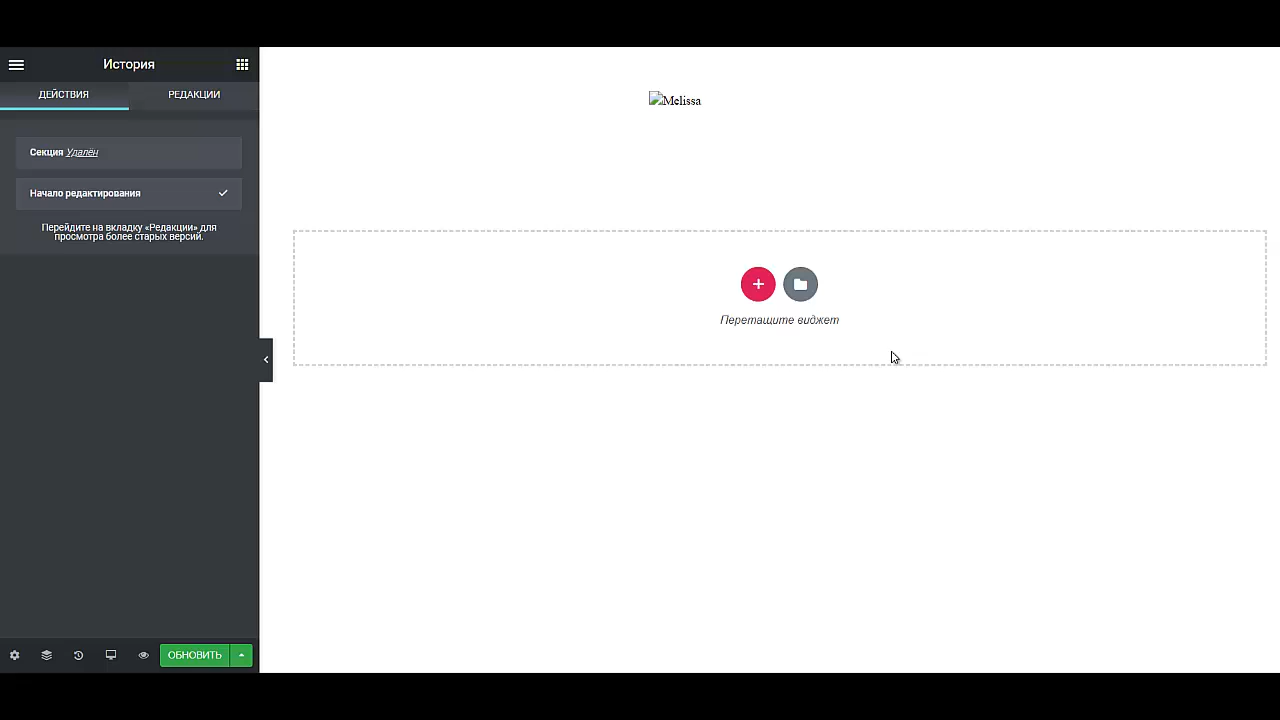 История
ДЕЙСТВИЯ
РЕДАКЦИИ
Секция Удалён
Начало редактирования
Перейдите на вкладку «Редакции» для
просмотра более старых версий.
ОБНОВИТЬ
Melissa
Перетащите виджет